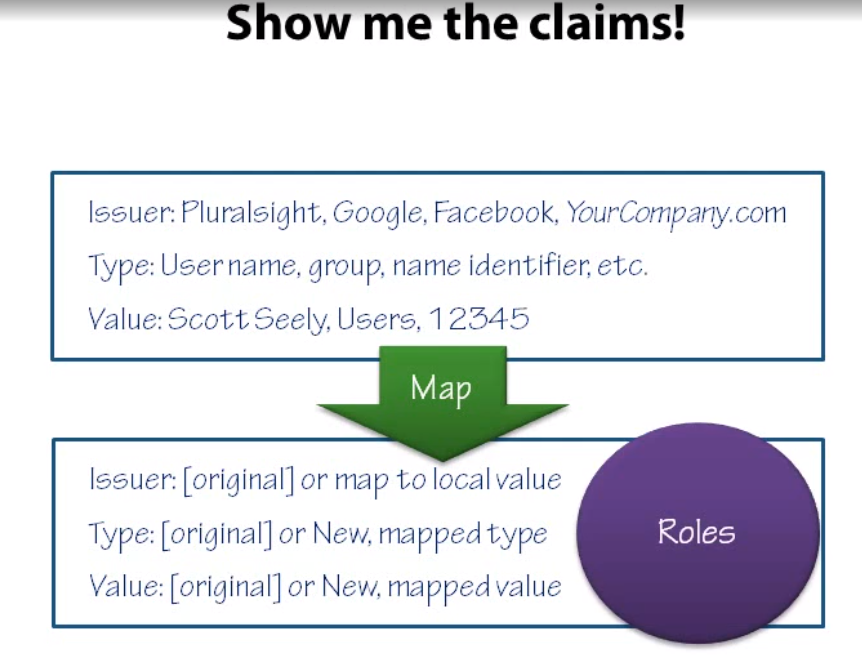 Show me the claims!
Issuer: Pluralsight, Google, Facebook, YourCompany.com
Type: User name, group, name identifier, etc.
Value: Scott Seely, Users, 12345
Map
Issuer: [original] or map to local value
Type: [original] or New, mapped type
Value: [original] or New, mapped value
Roles